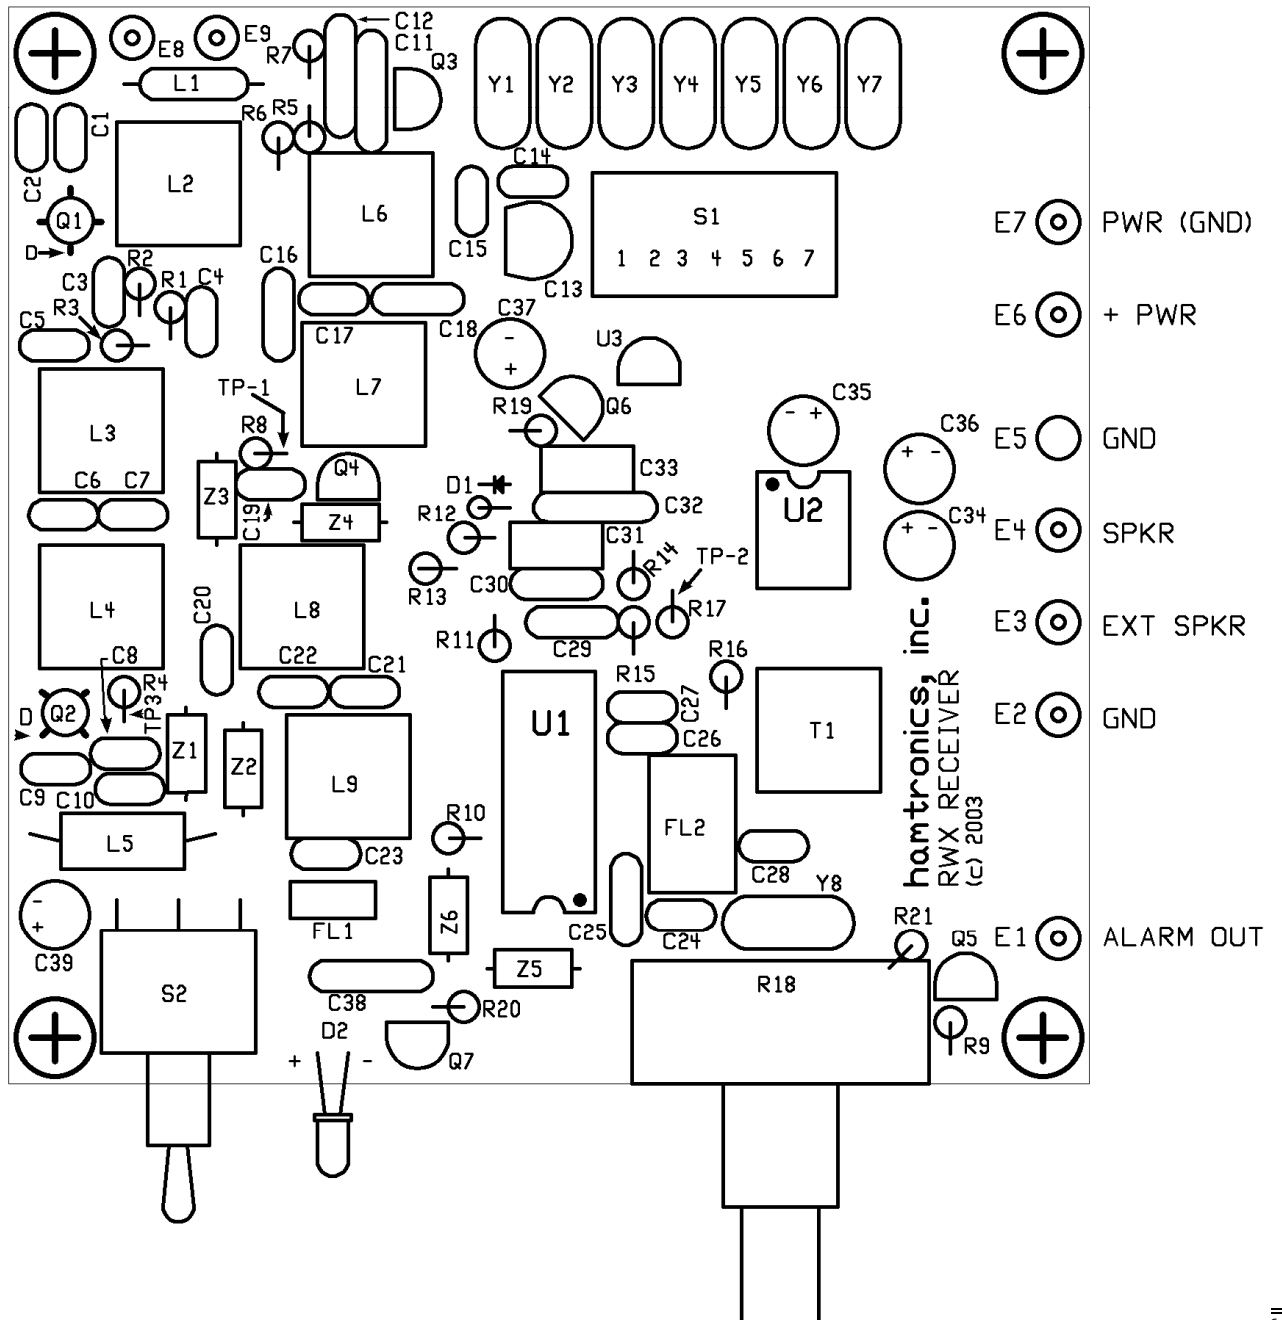 C12
C11
E8
E9
R7
Q3
L1
Y1 Y2 Y3 Y4 Y5 Y6 Y7
R6 R5
C1
C2
C14
L2
L6
S1
Q1
C15
E7 PWR (GND)
D
R2
C16
1 2 3 4 5 6 7
C3
R1
C4
C13
R3
C37
E6 + PWR
C5
C17
C18
-
+
U3
TP-1
L7
R19
Q6
- +
C35
C36
R8
L3
E5 GND
+ -
Q4
C33
C6 C7
Z3
D1
C32
U2
C19
Z4
R12
C34
+ -
E4 SPKR
C31
R14
TP-2
R13
C30
C20
L4
L8
R17
E3 EXT SPKR
R11
C29
C8
C22
C21
R15
R16
R4
TP3
C27
D
Q2
U1
T1
E2 GND
C26
Z1
Z2
C9
C10
L9
hamtronics, inc.
RWX RECEIVER
(c) 2003
R10
FL2
L5
C23
C28
Y8
-
+
FL1
Z6
C25
C24
R21
Q5
E1 ALARM OUT
C39
Z5
S2
C38
R18
R20
D2
+ -
Q7
R9